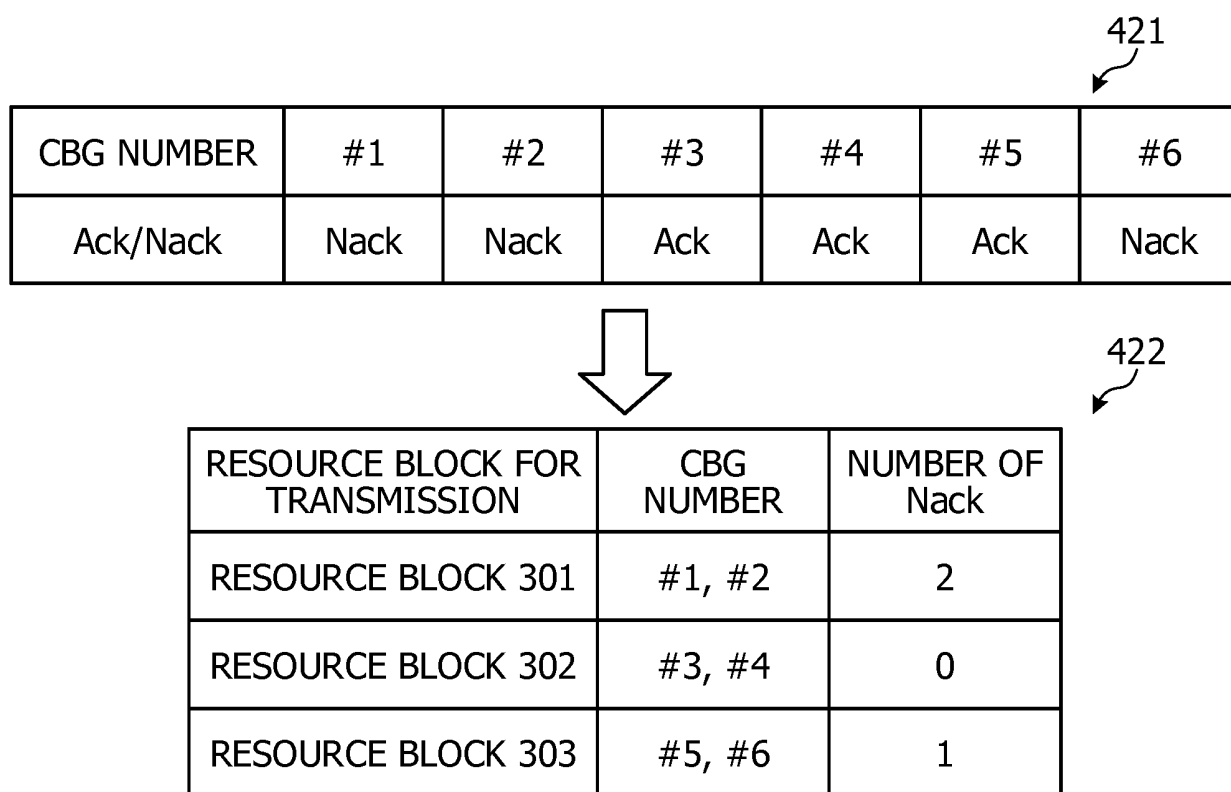 421
CBG NUMBER #1 #2 #3 #4 #5 #6
Ack/Nack Nack Nack Ack Ack Ack Nack
422
RESOURCE BLOCK FOR
TRANSMISSION
CBG
NUMBER
NUMBER OF
Nack
RESOURCE BLOCK 301 #1, #2 2
RESOURCE BLOCK 302 #3, #4 0
RESOURCE BLOCK 303 #5, #6 1